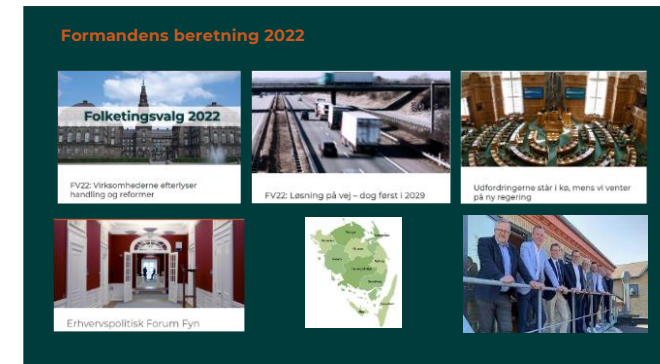 Formandens beretning 2022
Folketingsvalg 2022
FV22: Virksomhederne efterlyser
handling og reformer
FV22: Løsning på vej – dog først i 2029
Udfordringerne står i kø, mens vi venter
på ny regering
Erhvervspolitisk Forum Fyn